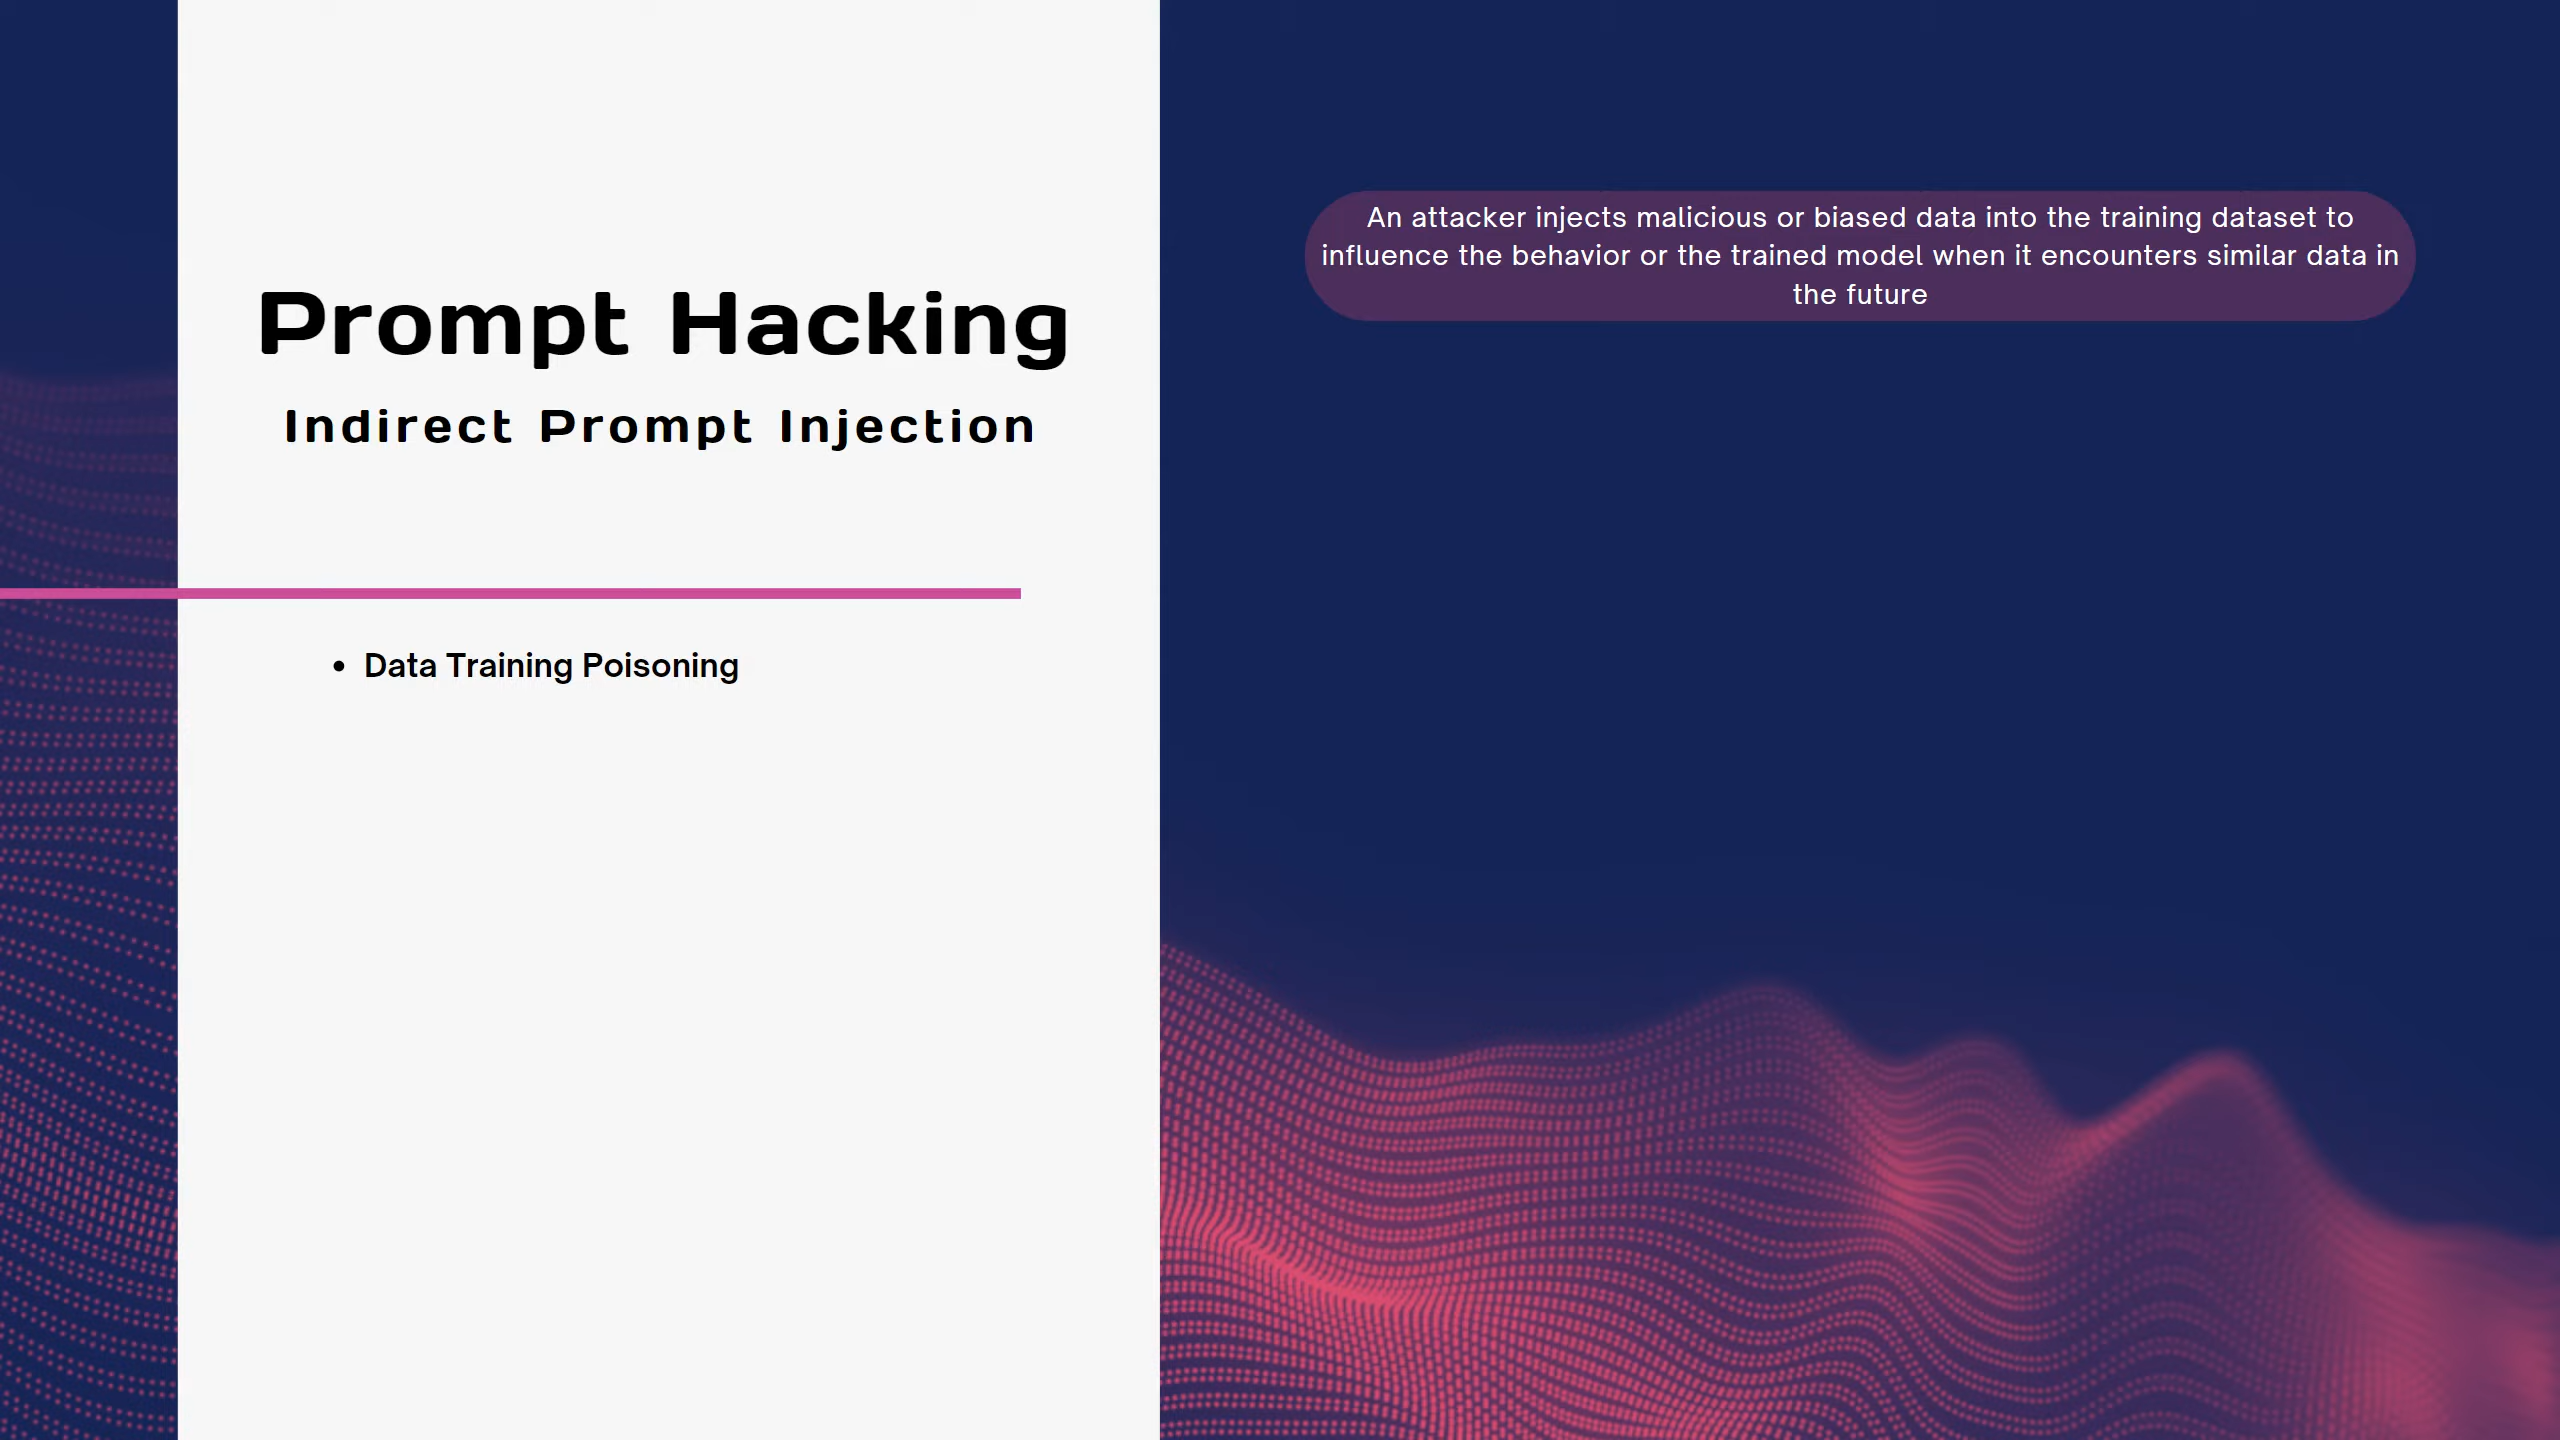 Prompt Hacking
Indirect Prompt Injection
• Data Training Poisoning
An attacker injects malicious or biased data into the training dataset to
influence the behavior or the trained model when it encounters similar data in
the future